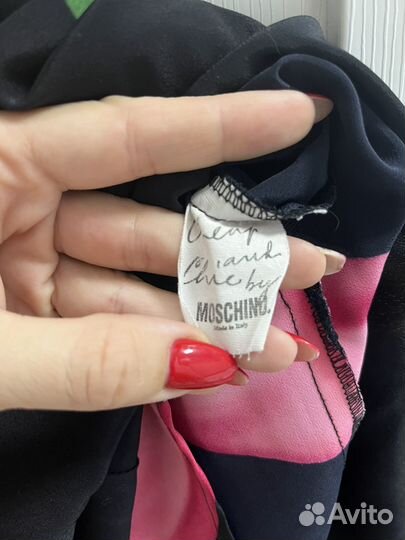 Cheap
and
Chic by
MOSCHINO.
Made in Italy
Avito